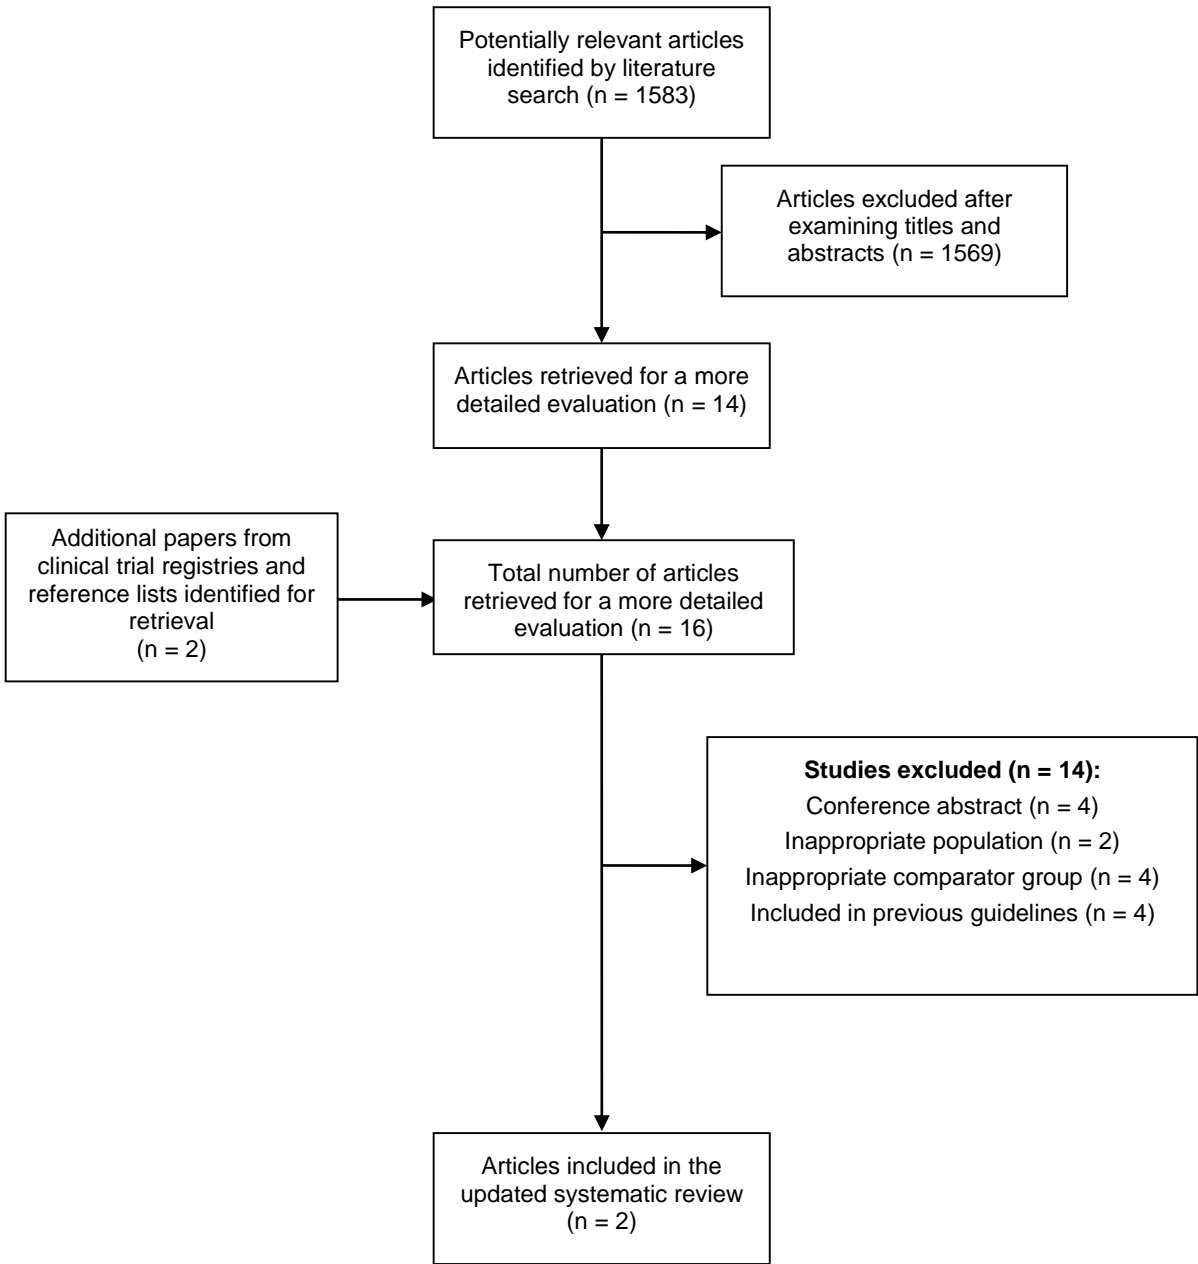 Potentially relevant articles
identified by literature
search (n = 1583)
Articles excluded after
examining titles and
abstracts (n = 1569)
Articles retrieved for a more
detailed evaluation (n = 14)
Additional papers from
clinical trial registries and
reference lists identified for
retrieval
(n = 2)
Total number of articles
retrieved for a more detailed
evaluation (n = 16)
Studies excluded (n = 14):
Conference abstract (n = 4)
Inappropriate population (n = 2)
Inappropriate comparator group (n = 4)
Included in previous guidelines (n = 4)
Articles included in the
updated systematic review
(n = 2)